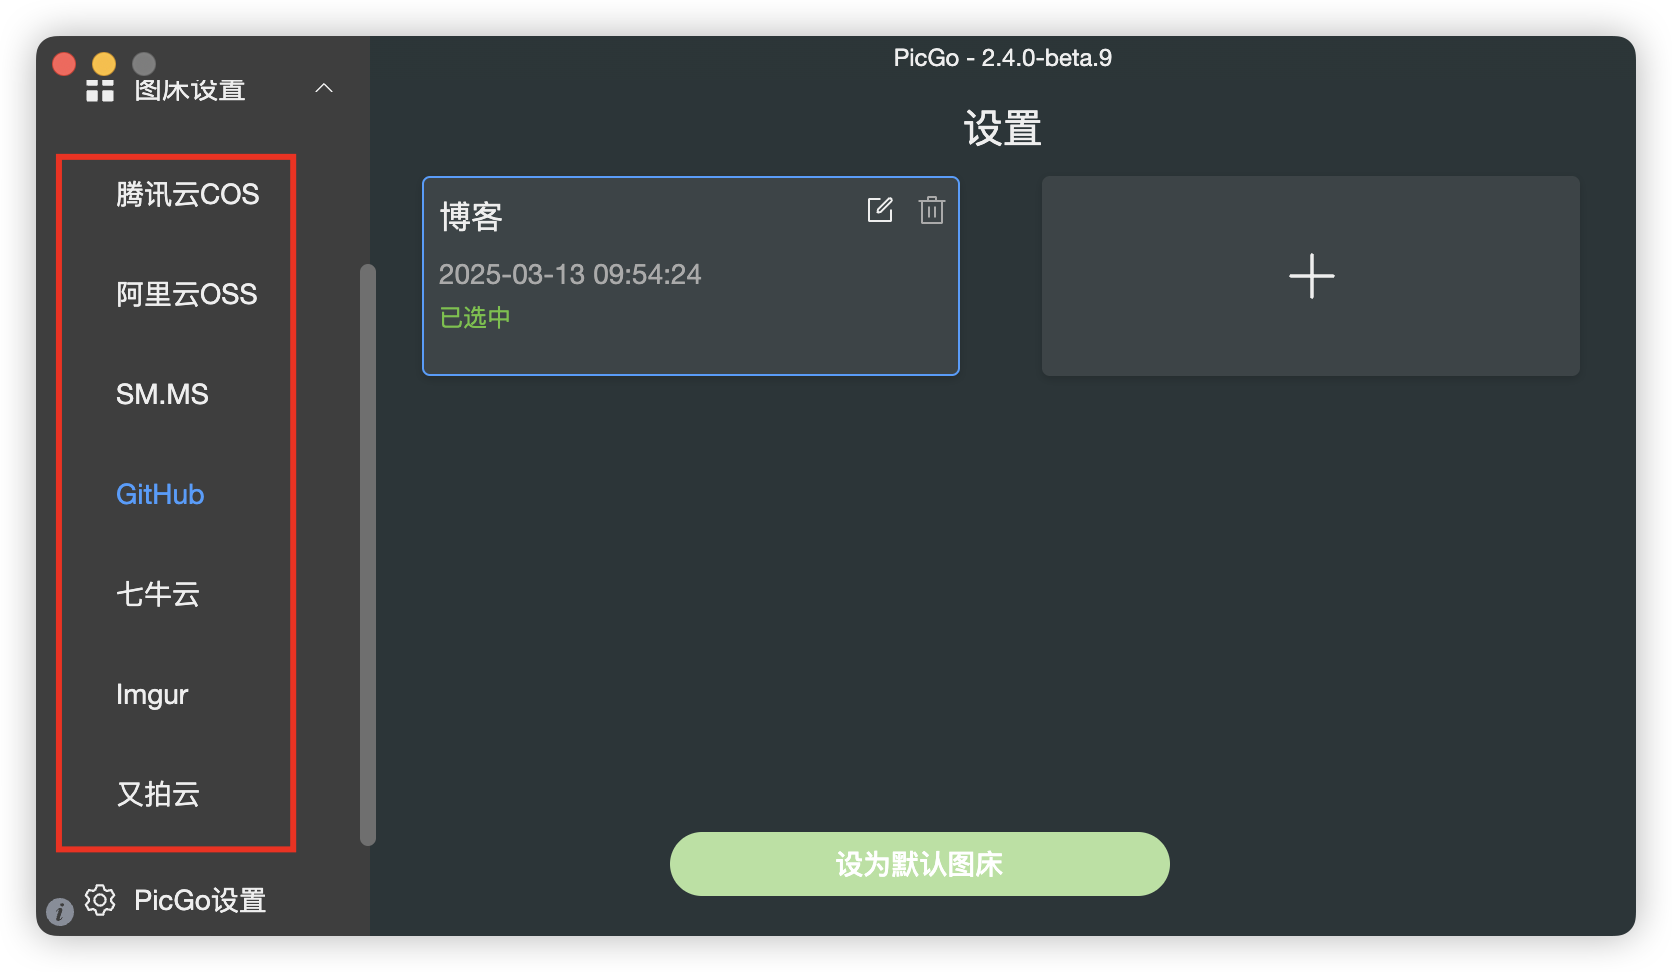 PicGo - 2.4.0-beta.9
图床设置
腾讯云COS
阿里云OSS
SM.MS
GitHub
七牛云
Imgur
又拍云
PicGo设置
设置
博客
2025-03-13 09:54:24
已选中
设为默认图床